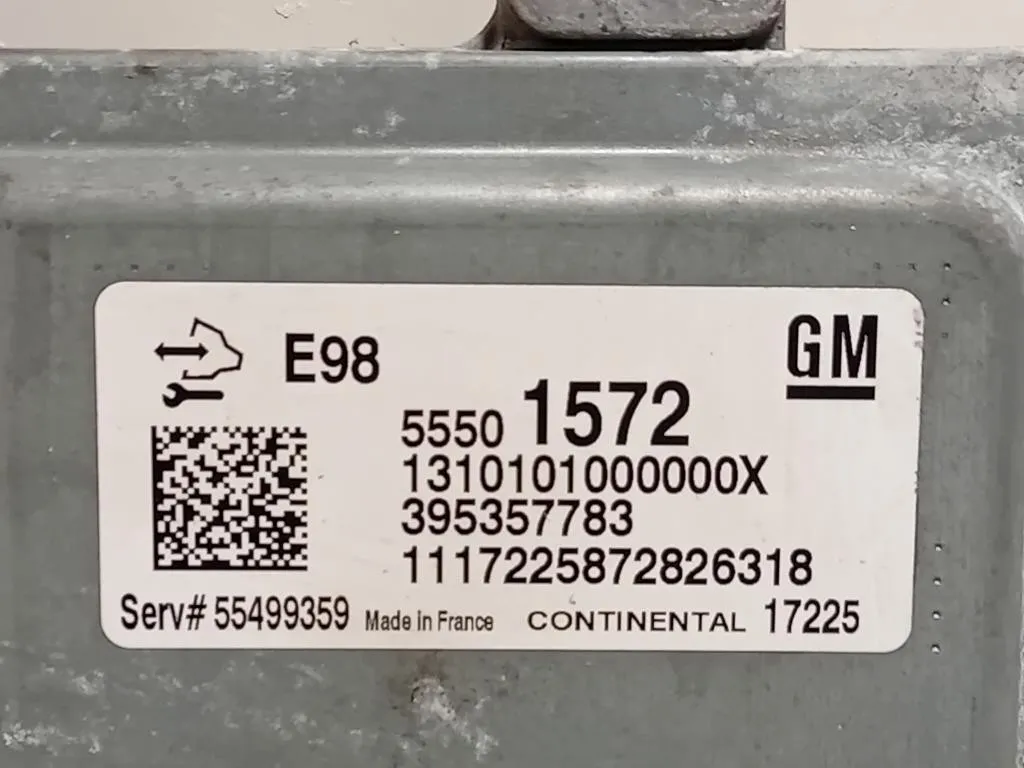 E98
GM
5550 1572
1310101000000X
395357783
1117225872826318
Serv# 55499359 Made in France CONTINENTAL 17225